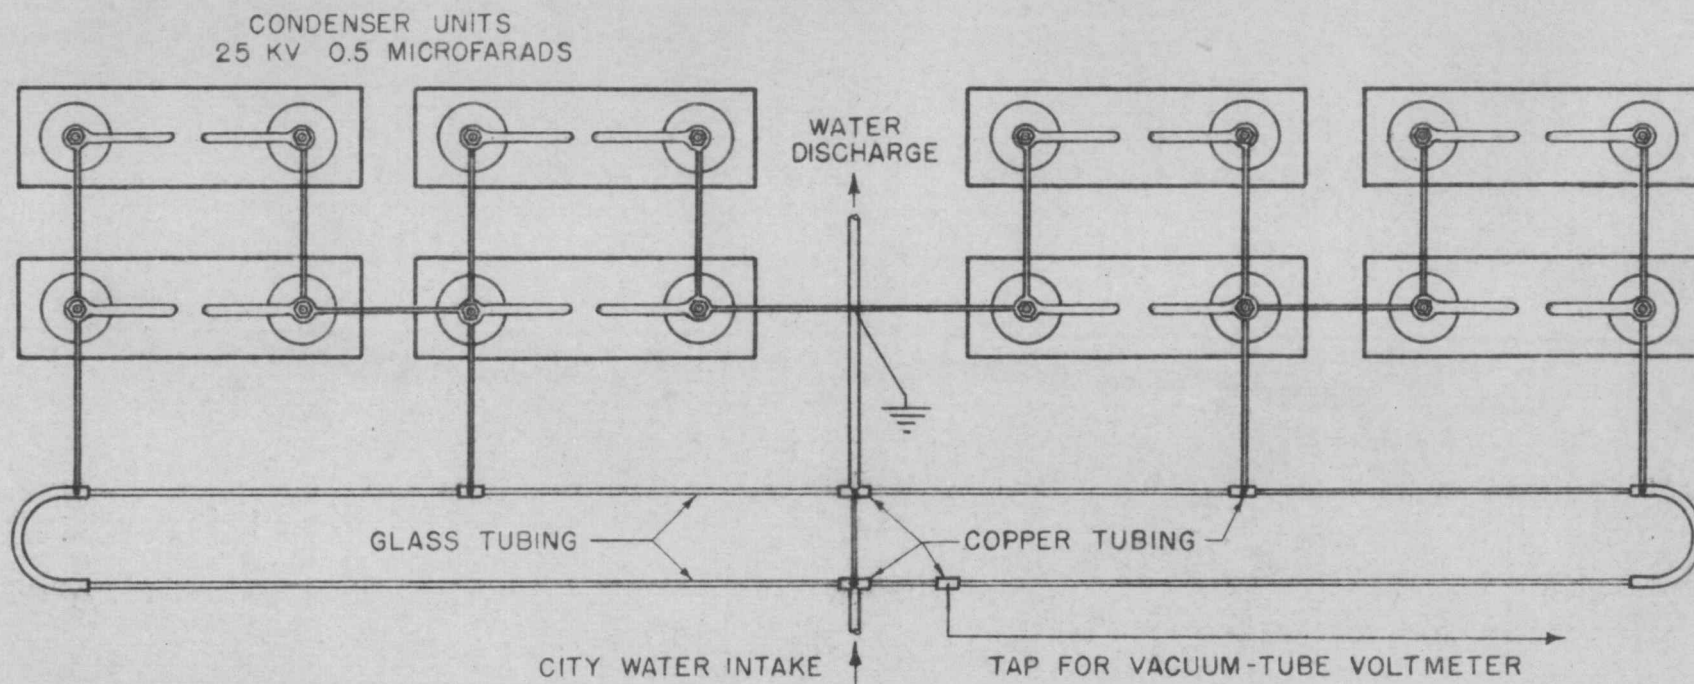 CONDENSER UNITS
25 KV 0.5 MICROFARADS
WATER
DISCHARGE
GLASS TUBING
COPPER TUBING
CITY WATER INTAKE
TAP FOR VACUUM-TUBE VOLTMETER